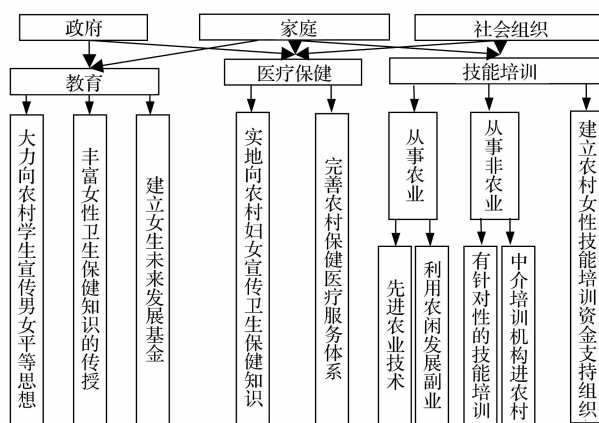 政府
家庭
社会组织
教育
医疗保健
技能培训
大力向农村学生宣传男女平等思想
丰富女性卫生保健知识的传授
建立女生未来发展基金
实地向农村妇女宣传卫生保健知识
完善农村保健医疗服务体系
从事农业
从事非农业
建立农村女性技能培训资金支持组织
先进农业技术
利用农闲发展副业
有针对性的技能培训
中介培训机构进农村